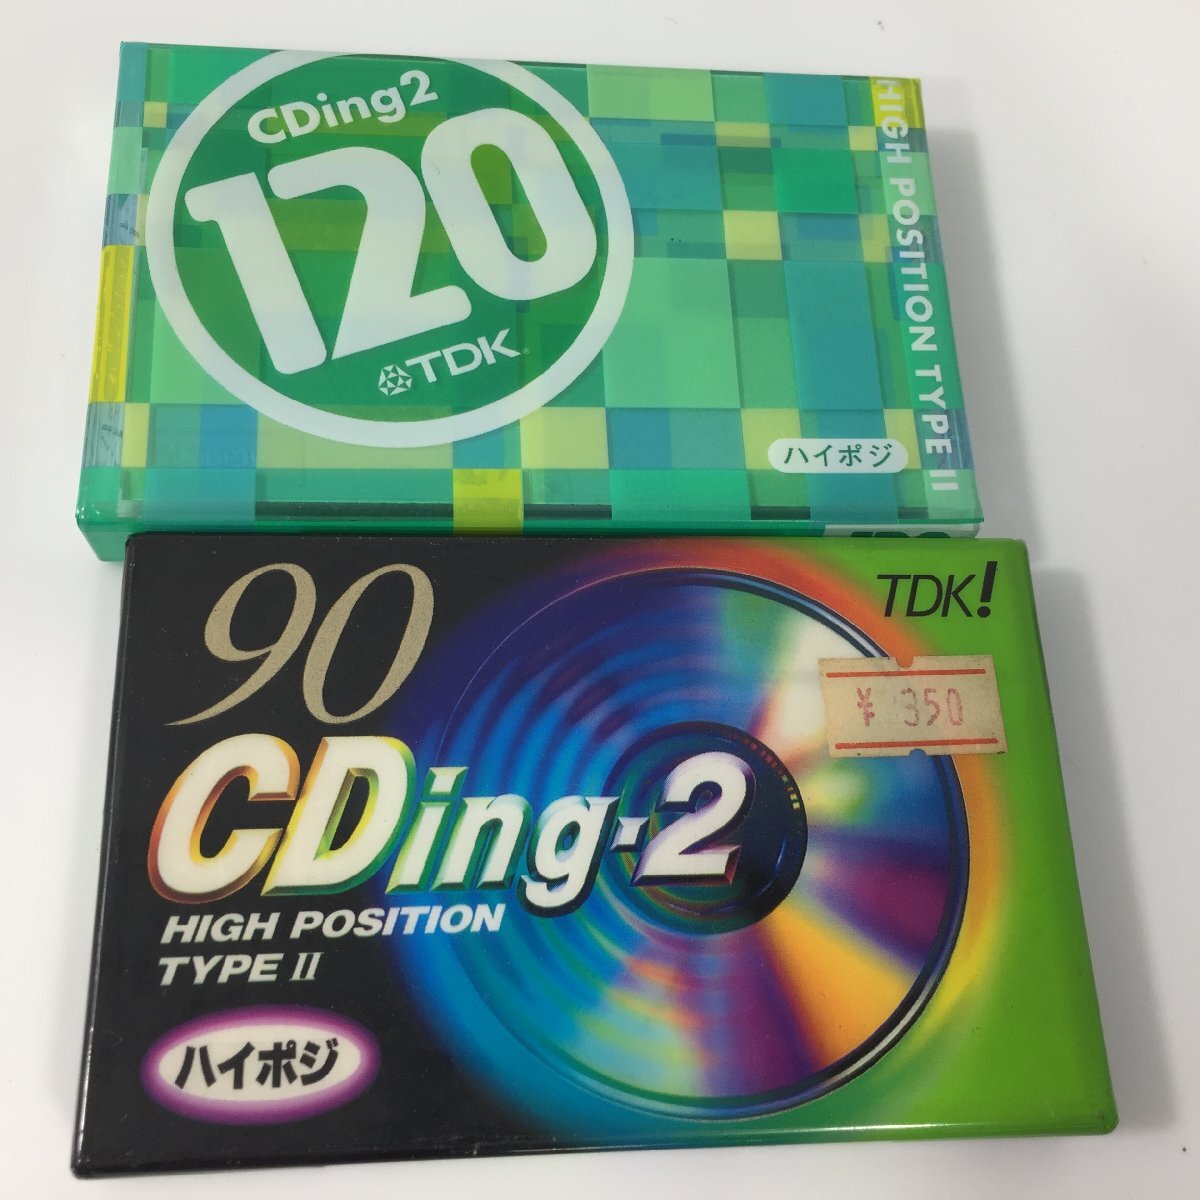 CDing2
120
TDK
HIGH POSITION TYPE II
ハイポジ
90
TDK!
¥ 350
CDing-2
HIGH POSITION
TYPE II
ハイポジ